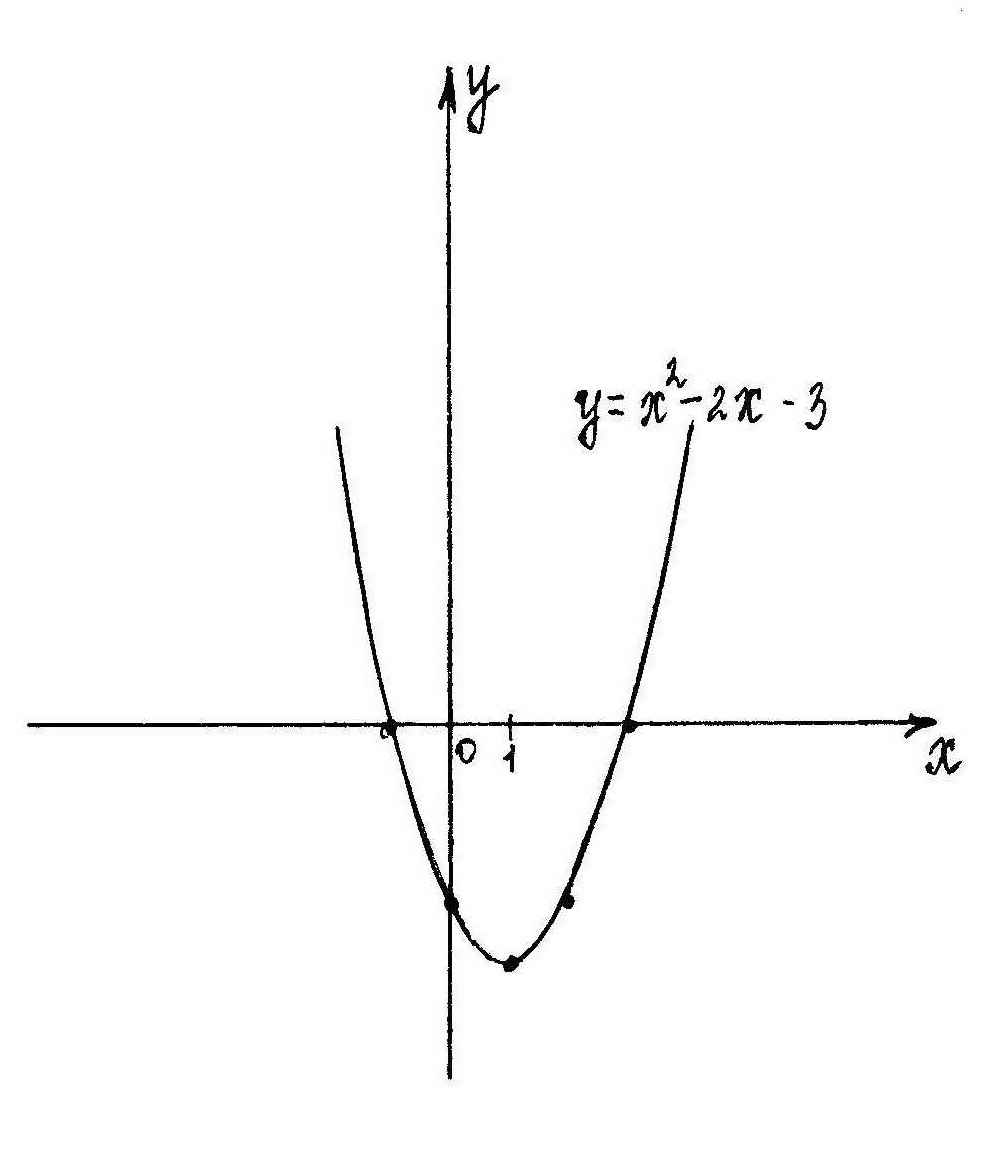 y
y = x² - 2x - 3
0 1
x